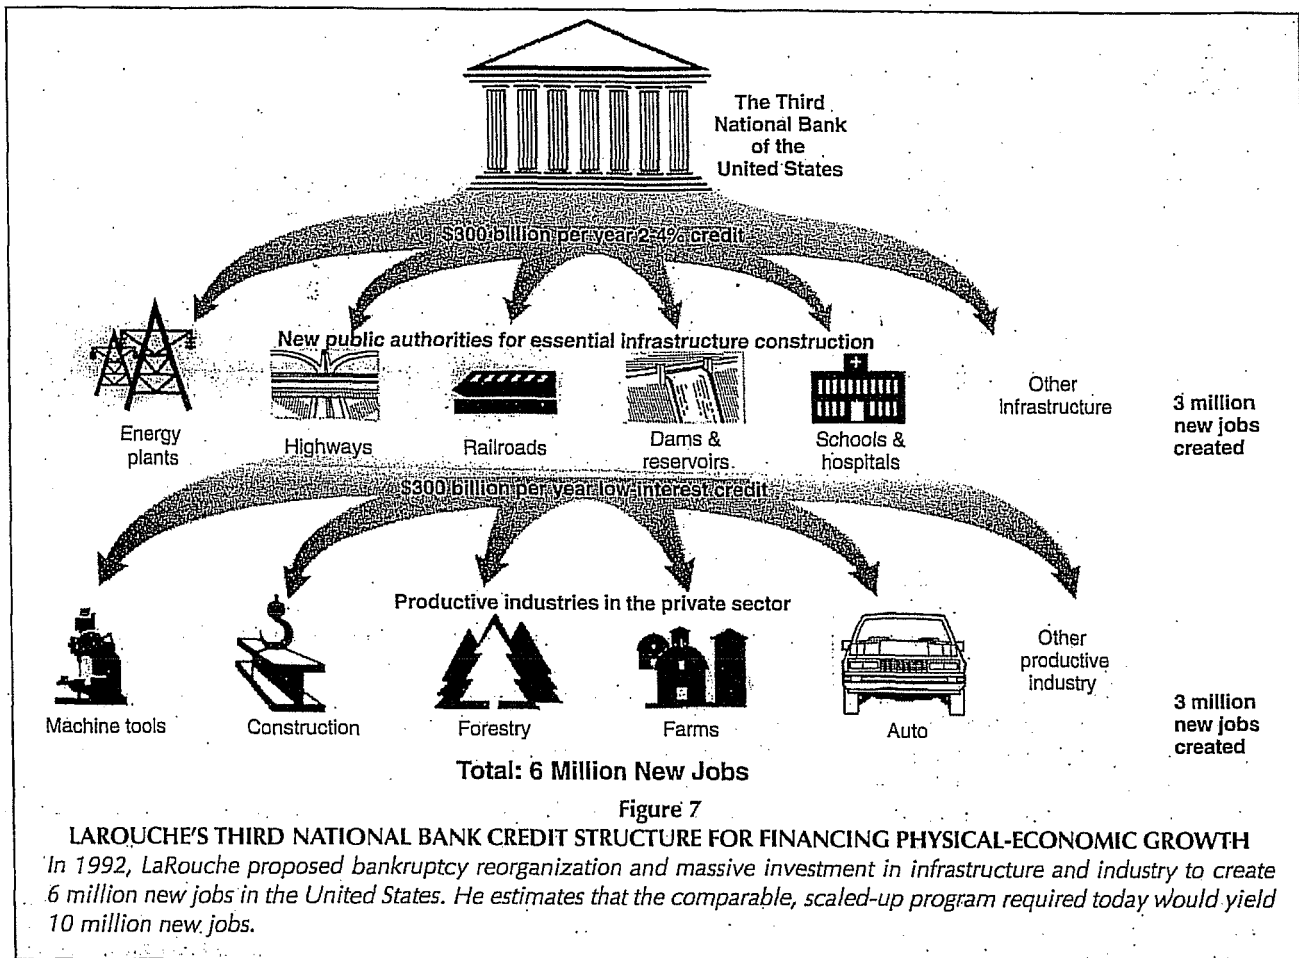 The Third
National Bank
of the
United States
$300 billion per year 2-4% credit
New public authorities for essential infrastructure construction
Energy
plants
Highways
Railroads
Dams &
reservoirs
Schools &
hospitals
Other
infrastructure
3 million
new jobs
created
$300 billion per year low-interest credit
Productive industries in the private sector
Machine tools
Construction
Forestry
Farms
Auto
Other
productive
industry
3 million
new jobs
created
Total: 6 Million New Jobs
Figure 7
LAROUCHE'S THIRD NATIONAL BANK CREDIT STRUCTURE FOR FINANCING PHYSICAL-ECONOMIC GROWTH
In 1992, LaRouche proposed bankruptcy reorganization and massive investment in infrastructure and industry to create
6 million new jobs in the United States. He estimates that the comparable, scaled-up program required today would yield
10 million new jobs.